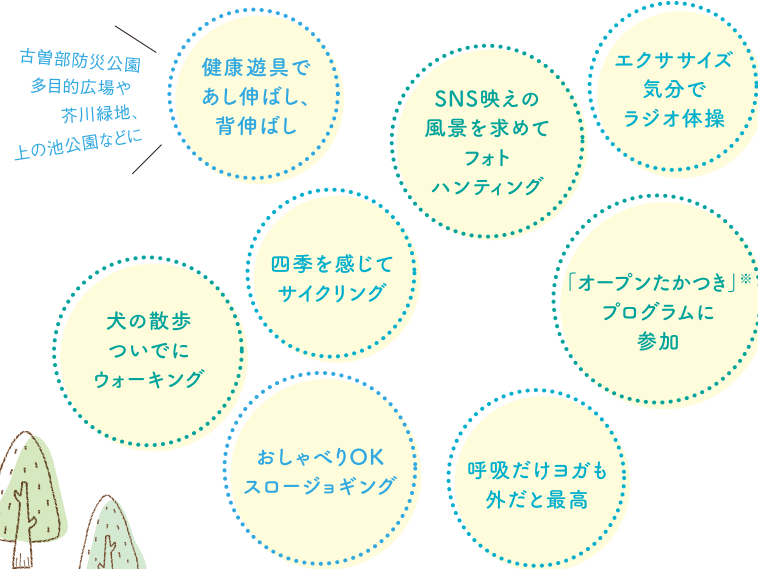 古曽部防災公園
多目的広場や
芥川緑地、
上の池公園などに
健康遊具で
あし伸ばし、
背伸ばし
SNS映えの
風景を求めて
フォト
ハンティング
エクササイズ
気分で
ラジオ体操
四季を感じて
サイクリング
「オープンたかつき」※
プログラムに
参加
犬の散歩
ついでに
ウォーキング
おしゃべりOK
スロージョギング
呼吸だけヨガも
外だと最高